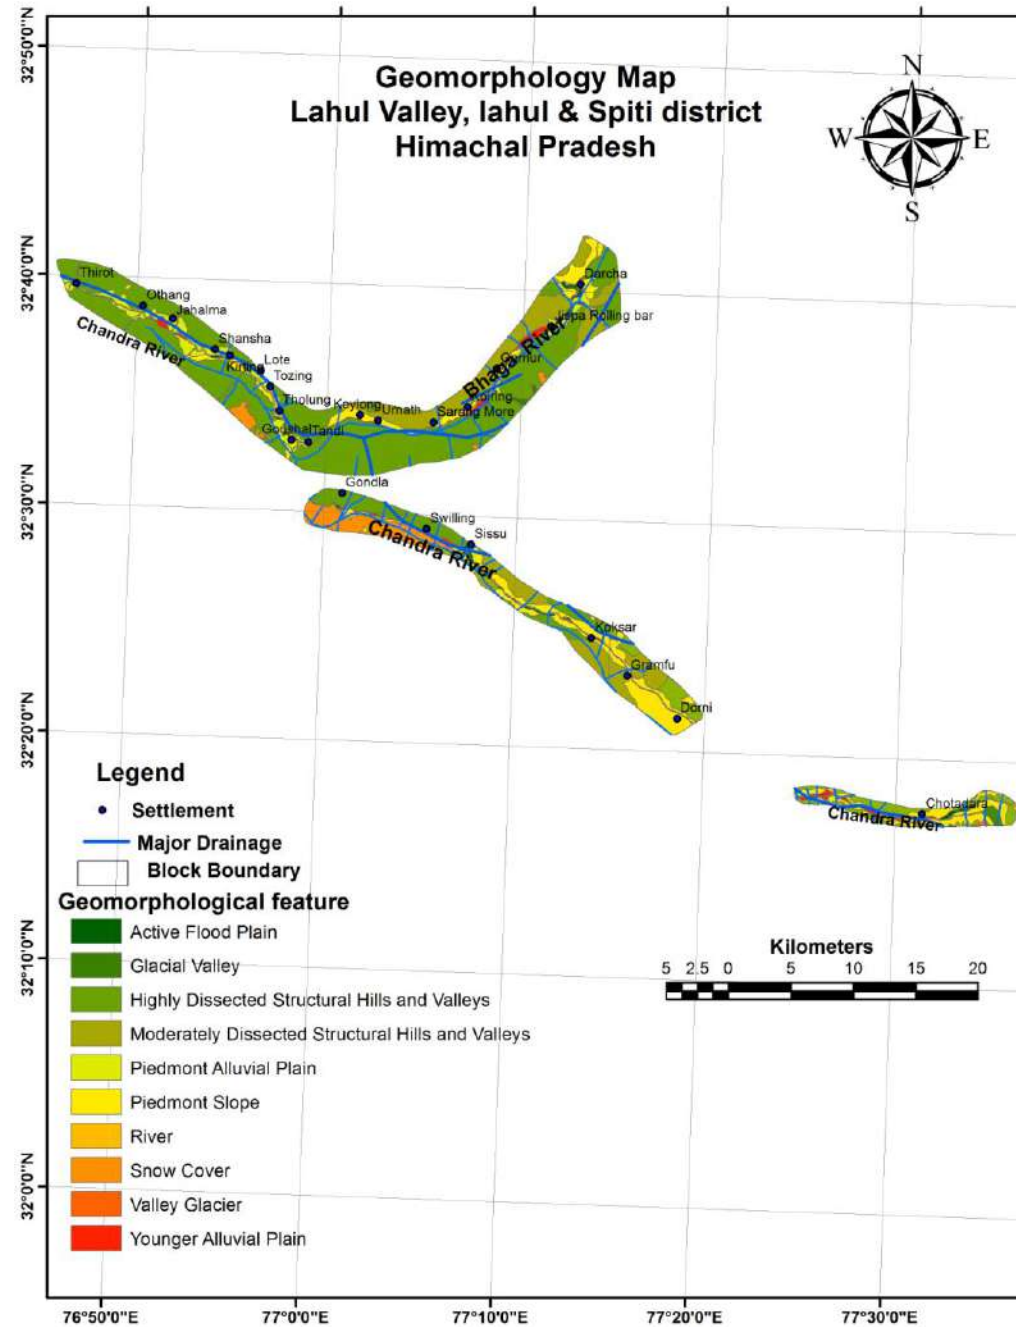 Geomorphology Map
Lahul Valley, lahul & Spiti district
Himachal Pradesh
N
W
E
S
32°50'0"N
32°40'0"N
32°30'0"N
32°20'0"N
32°10'0"N
32°0'0"N
Thirot
Othang
Jahalma
Chandra River
Shansha
Kirting
Lote
Tozing
Tholung
Goushal
Tandi
Keylong
Umath
Sarang More
Koiring
Gemur
Bhaga River
Jispa Rolling bar
Darcha
Gondla
Swilling
Sissu
Chandra River
Koksar
Gramfu
Dorni
Chotadara
Chandra River
Legend
Settlement
Major Drainage
Block Boundary
Geomorphological feature
Active Flood Plain
Glacial Valley
Highly Dissected Structural Hills and Valleys
Moderately Dissected Structural Hills and Valleys
Piedmont Alluvial Plain
Piedmont Slope
River
Snow Cover
Valley Glacier
Younger Alluvial Plain
Kilometers
5 2.5 0 5 10 15 20
76°50'0"E 77°0'0"E 77°10'0"E 77°20'0"E 77°30'0"E